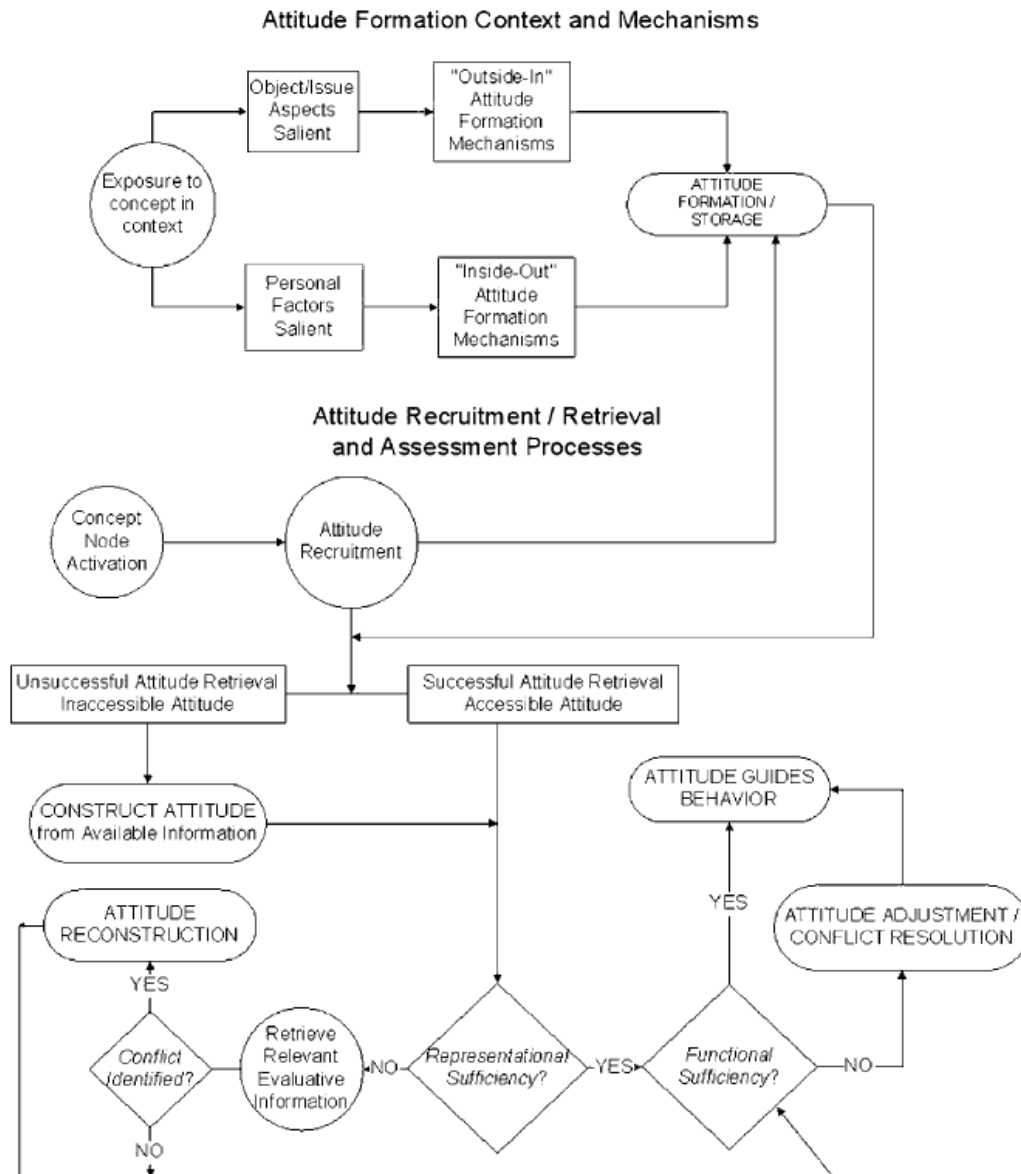 Attitude Formation Context and Mechanisms
Object/Issue
Aspects
Salient
"Outside-In"
Attitude
Formation
Mechanisms
Exposure to
concept in
context
ATTITUDE
FORMATION /
STORAGE
Personal
Factors
Salient
"Inside-Out"
Attitude
Formation
Mechanisms
Attitude Recruitment / Retrieval
and Assessment Processes
Concept
Node
Activation
Attitude
Recruitment
Unsuccessful Attitude Retrieval
Inaccessible Attitude
Successful Attitude Retrieval
Accessible Attitude
CONSTRUCT ATTITUDE
from Available Information
ATTITUDE GUIDES
BEHAVIOR
ATTITUDE
RECONSTRUCTION
YES
ATTITUDE ADJUSTMENT /
CONFLICT RESOLUTION
YES
Conflict
Identified?
Retrieve
Relevant
Evaluative
Information
NO
Representational
Sufficiency?
YES
Functional
Sufficiency?
NO
NO